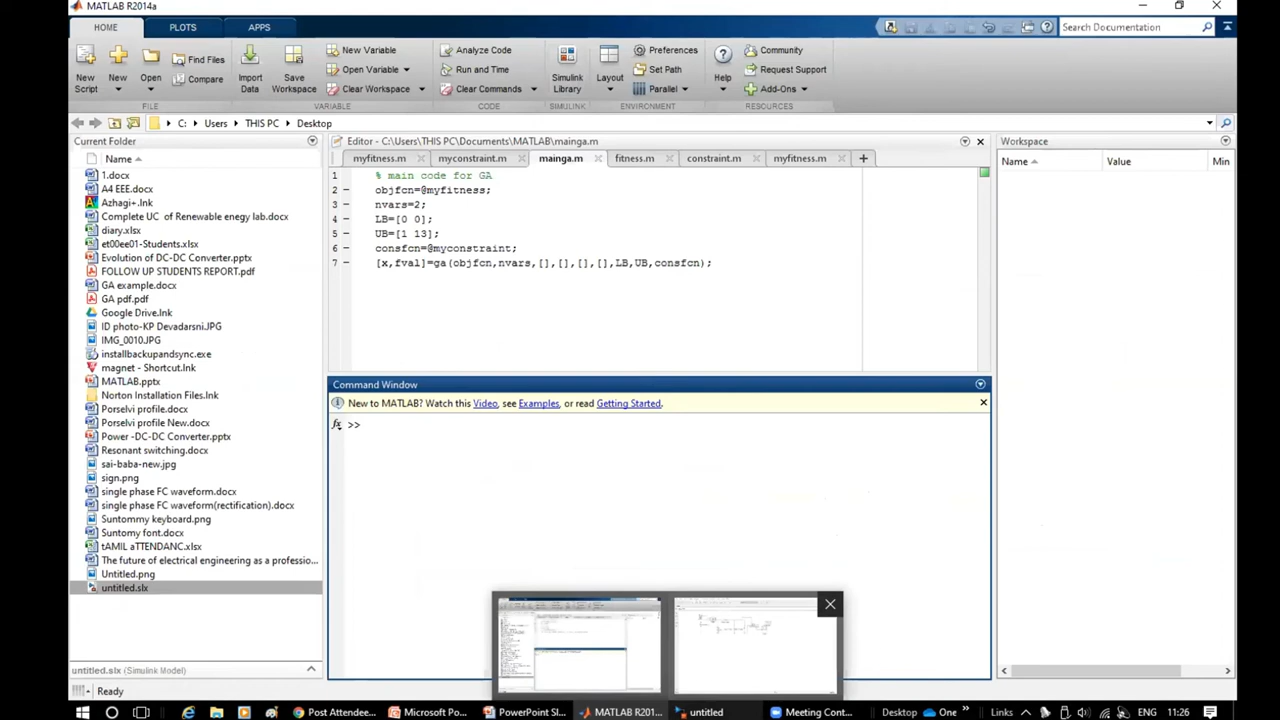 MATLAB R2014a
HOME
PLOTS
APPS
Search Documentation
New Script
New
Open
Find Files
Compare
Import Data
Save Workspace
New Variable
Open Variable
Clear Workspace
Analyze Code
Run and Time
Clear Commands
Simulink Library
Layout
Preferences
Set Path
Parallel
Help
Community
Request Support
Add-Ons
FILE
VARIABLE
CODE
SIMULINK
ENVIRONMENT
RESOURCES
C: Users THIS PC Desktop
Current Folder
Name
1.docx
A4 EEE.docx
Azhagi+.lnk
Complete UC of Renewable enegy lab.docx
diary.xlsx
et00ee01-Students.xlsx
Evolution of DC-DC Converter.pptx
FOLLOW UP STUDENTS REPORT.pdf
GA example.docx
GA pdf.pdf
Google Drive.lnk
ID photo-KP Devadarsni.JPG
IMG_0010.JPG
installbackupandsync.exe
magnet - Shortcut.lnk
MATLAB.pptx
Norton Installation Files.lnk
Porselvi profile.docx
Porselvi profile New.docx
Power -DC-DC Converter.pptx
Resonant switching.docx
sai-baba-new.jpg
sign.png
single phase FC waveform.docx
single phase FC waveform(rectification).docx
Suntommy keyboard.png
Suntomy font.docx
tAMIL aTTENDANC.xlsx
The future of electrical engineering as a professio...
Untitled.png
untitled.slx
untitled.slx (Simulink Model)
Editor - C:\Users\THIS PC\Documents\MATLAB\mainga.m
myfitness.m
myconstraint.m
mainga.m
fitness.m
constraint.m
myfitness.m
1 % main code for GA
2 – objfcn=@myfitness;
3 – nvars=2;
4 – LB=[0 0];
5 – UB=[1 13];
6 – consfcn=@myconstraint;
7 – [x,fval]=ga(objfcn,nvars,[],[],[],[],LB,UB,consfcn);
Command Window
New to MATLAB? Watch this Video, see Examples, or read Getting Started.
fx >>
Workspace
Name
Value
Min
Ready
Post Attendee...
Microsoft Po...
PowerPoint Sl...
MATLAB R201...
untitled
Meeting Cont...
Desktop
One
Links
ENG
11:26